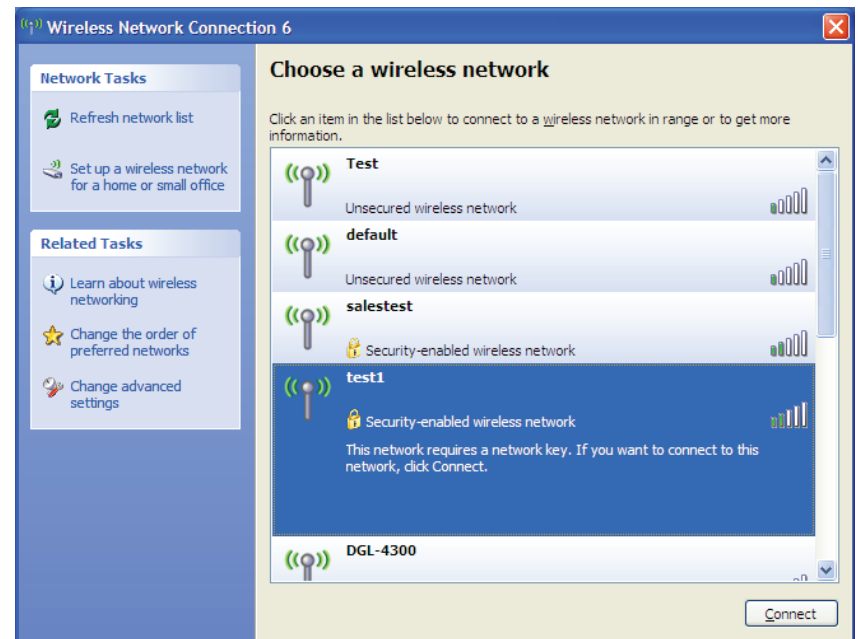 Wireless Network Connection 6
Network Tasks
Refresh network list
Set up a wireless network
for a home or small office
Related Tasks
Learn about wireless
networking
Change the order of
preferred networks
Change advanced
settings
Choose a wireless network
Click an item in the list below to connect to a wireless network in range or to get more
information.
Test
Unsecured wireless network
default
Unsecured wireless network
salestest
Security-enabled wireless network
test1
Security-enabled wireless network
This network requires a network key. If you want to connect to this
network, click Connect.
DGL-4300
Connect